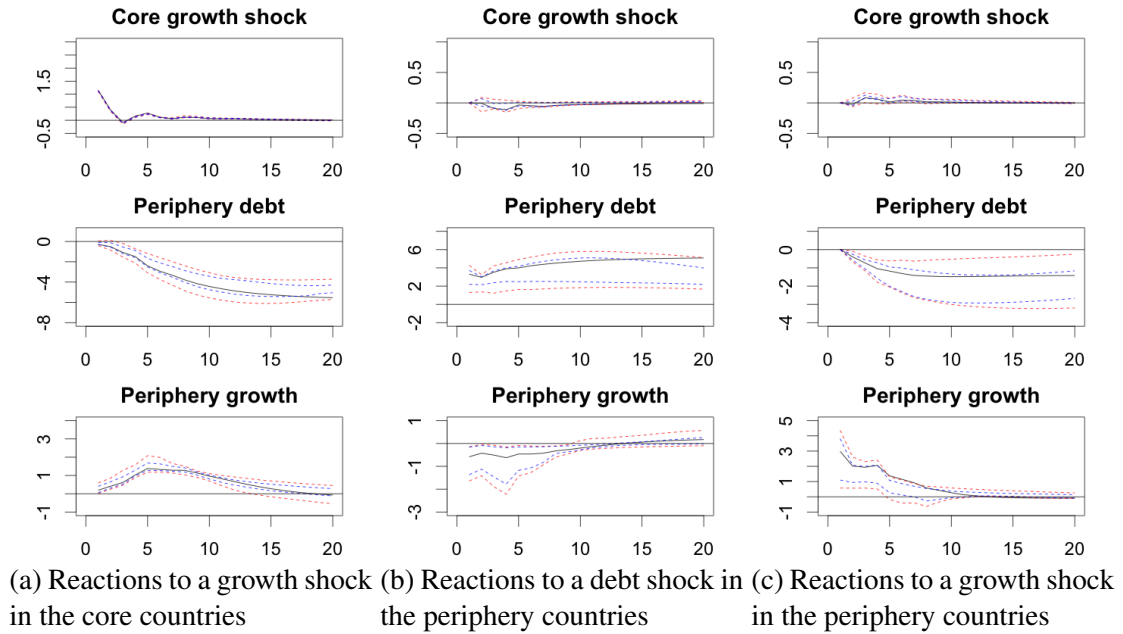 Core growth shock
1.5
-0.5
0 5 10 15 20
Periphery debt
0
-4
-8
0 5 10 15 20
Periphery growth
3
1
-1
0 5 10 15 20
(a) Reactions to a growth shock
in the core countries
Core growth shock
0.5
-0.5
0 5 10 15 20
Periphery debt
6
2
-2
0 5 10 15 20
Periphery growth
1
-1
-3
0 5 10 15 20
(b) Reactions to a debt shock in
the periphery countries
Core growth shock
0.5
-0.5
0 5 10 15 20
Periphery debt
0
-2
-4
0 5 10 15 20
Periphery growth
5
3
1
-1
0 5 10 15 20
(c) Reactions to a growth shock
in the periphery countries